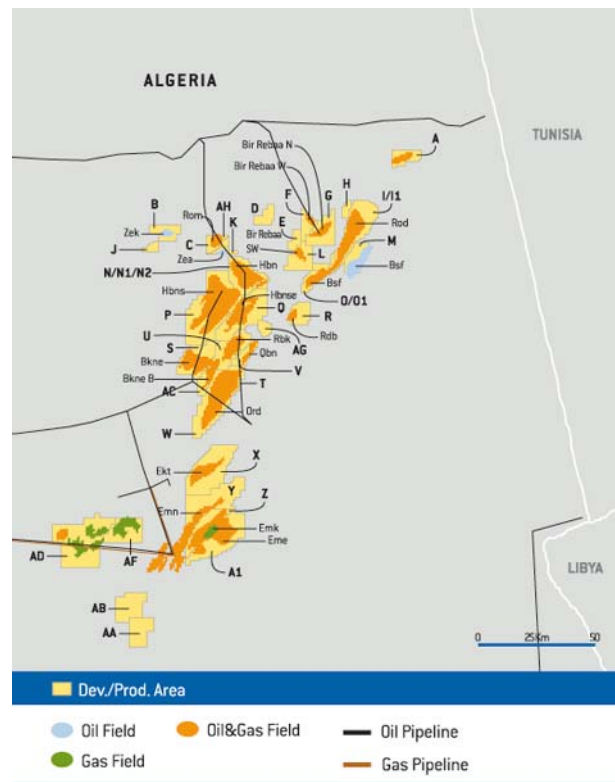 ALGERIA
TUNISIA
A
Bir Rebaa N
Bir Rebaa W
F
G
H
I/I1
B
AH
D
Rom
K
E
Rod
Zek
Bir Rebaa
C
M
J
Zea
SW
L
Hbn
Bsf
N/N1/N2
Bsf
Hbns
Hbnse
O/O1
P
Q
R
U
Rbk
AG
Rdb
S
Qbn
Bkne
V
Bkne B
T
AC
Ord
W
X
Ekt
Y
Z
Emn
Emk
Eme
AD
AF
A1
LIBYA
AB
AA
0
25Km
50
Dev./Prod. Area
Oil Field
Oil&Gas Field
Oil Pipeline
Gas Field
Gas Pipeline